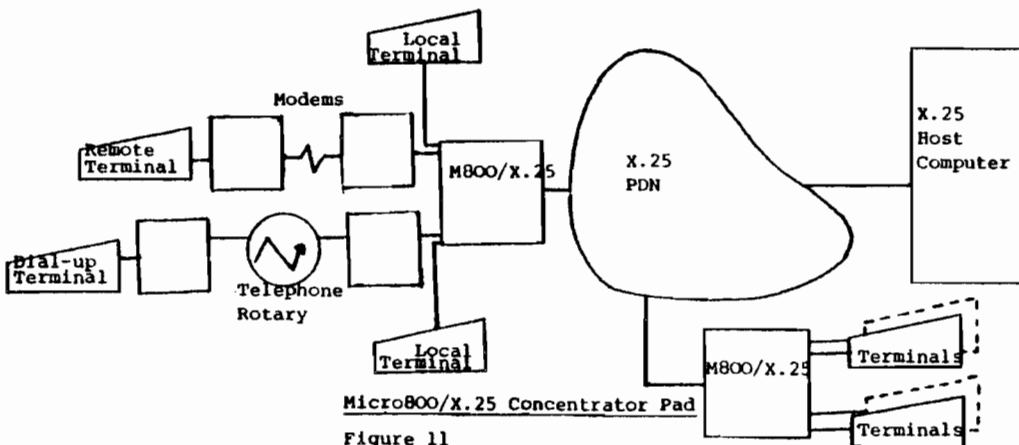 Local
Terminal
Modems
Remote
Terminal
M800/X.25
X.25
PDN
X.25
Host
Computer
Dial-up
Terminal
Telephone
Rotary
Local
Terminal
M800/X.25
Terminals
Terminals
Micro800/X.25 Concentrator Pad
Figure 11